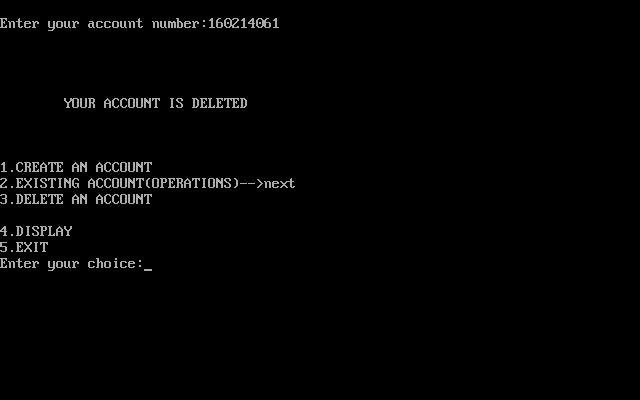 Enter your account number:160214061
YOUR ACCOUNT IS DELETED
1.CREATE AN ACCOUNT
2.EXISTING ACCOUNT(OPERATIONS)-->next
3.DELETE AN ACCOUNT
4.DISPLAY
5.EXIT
Enter your choice:_